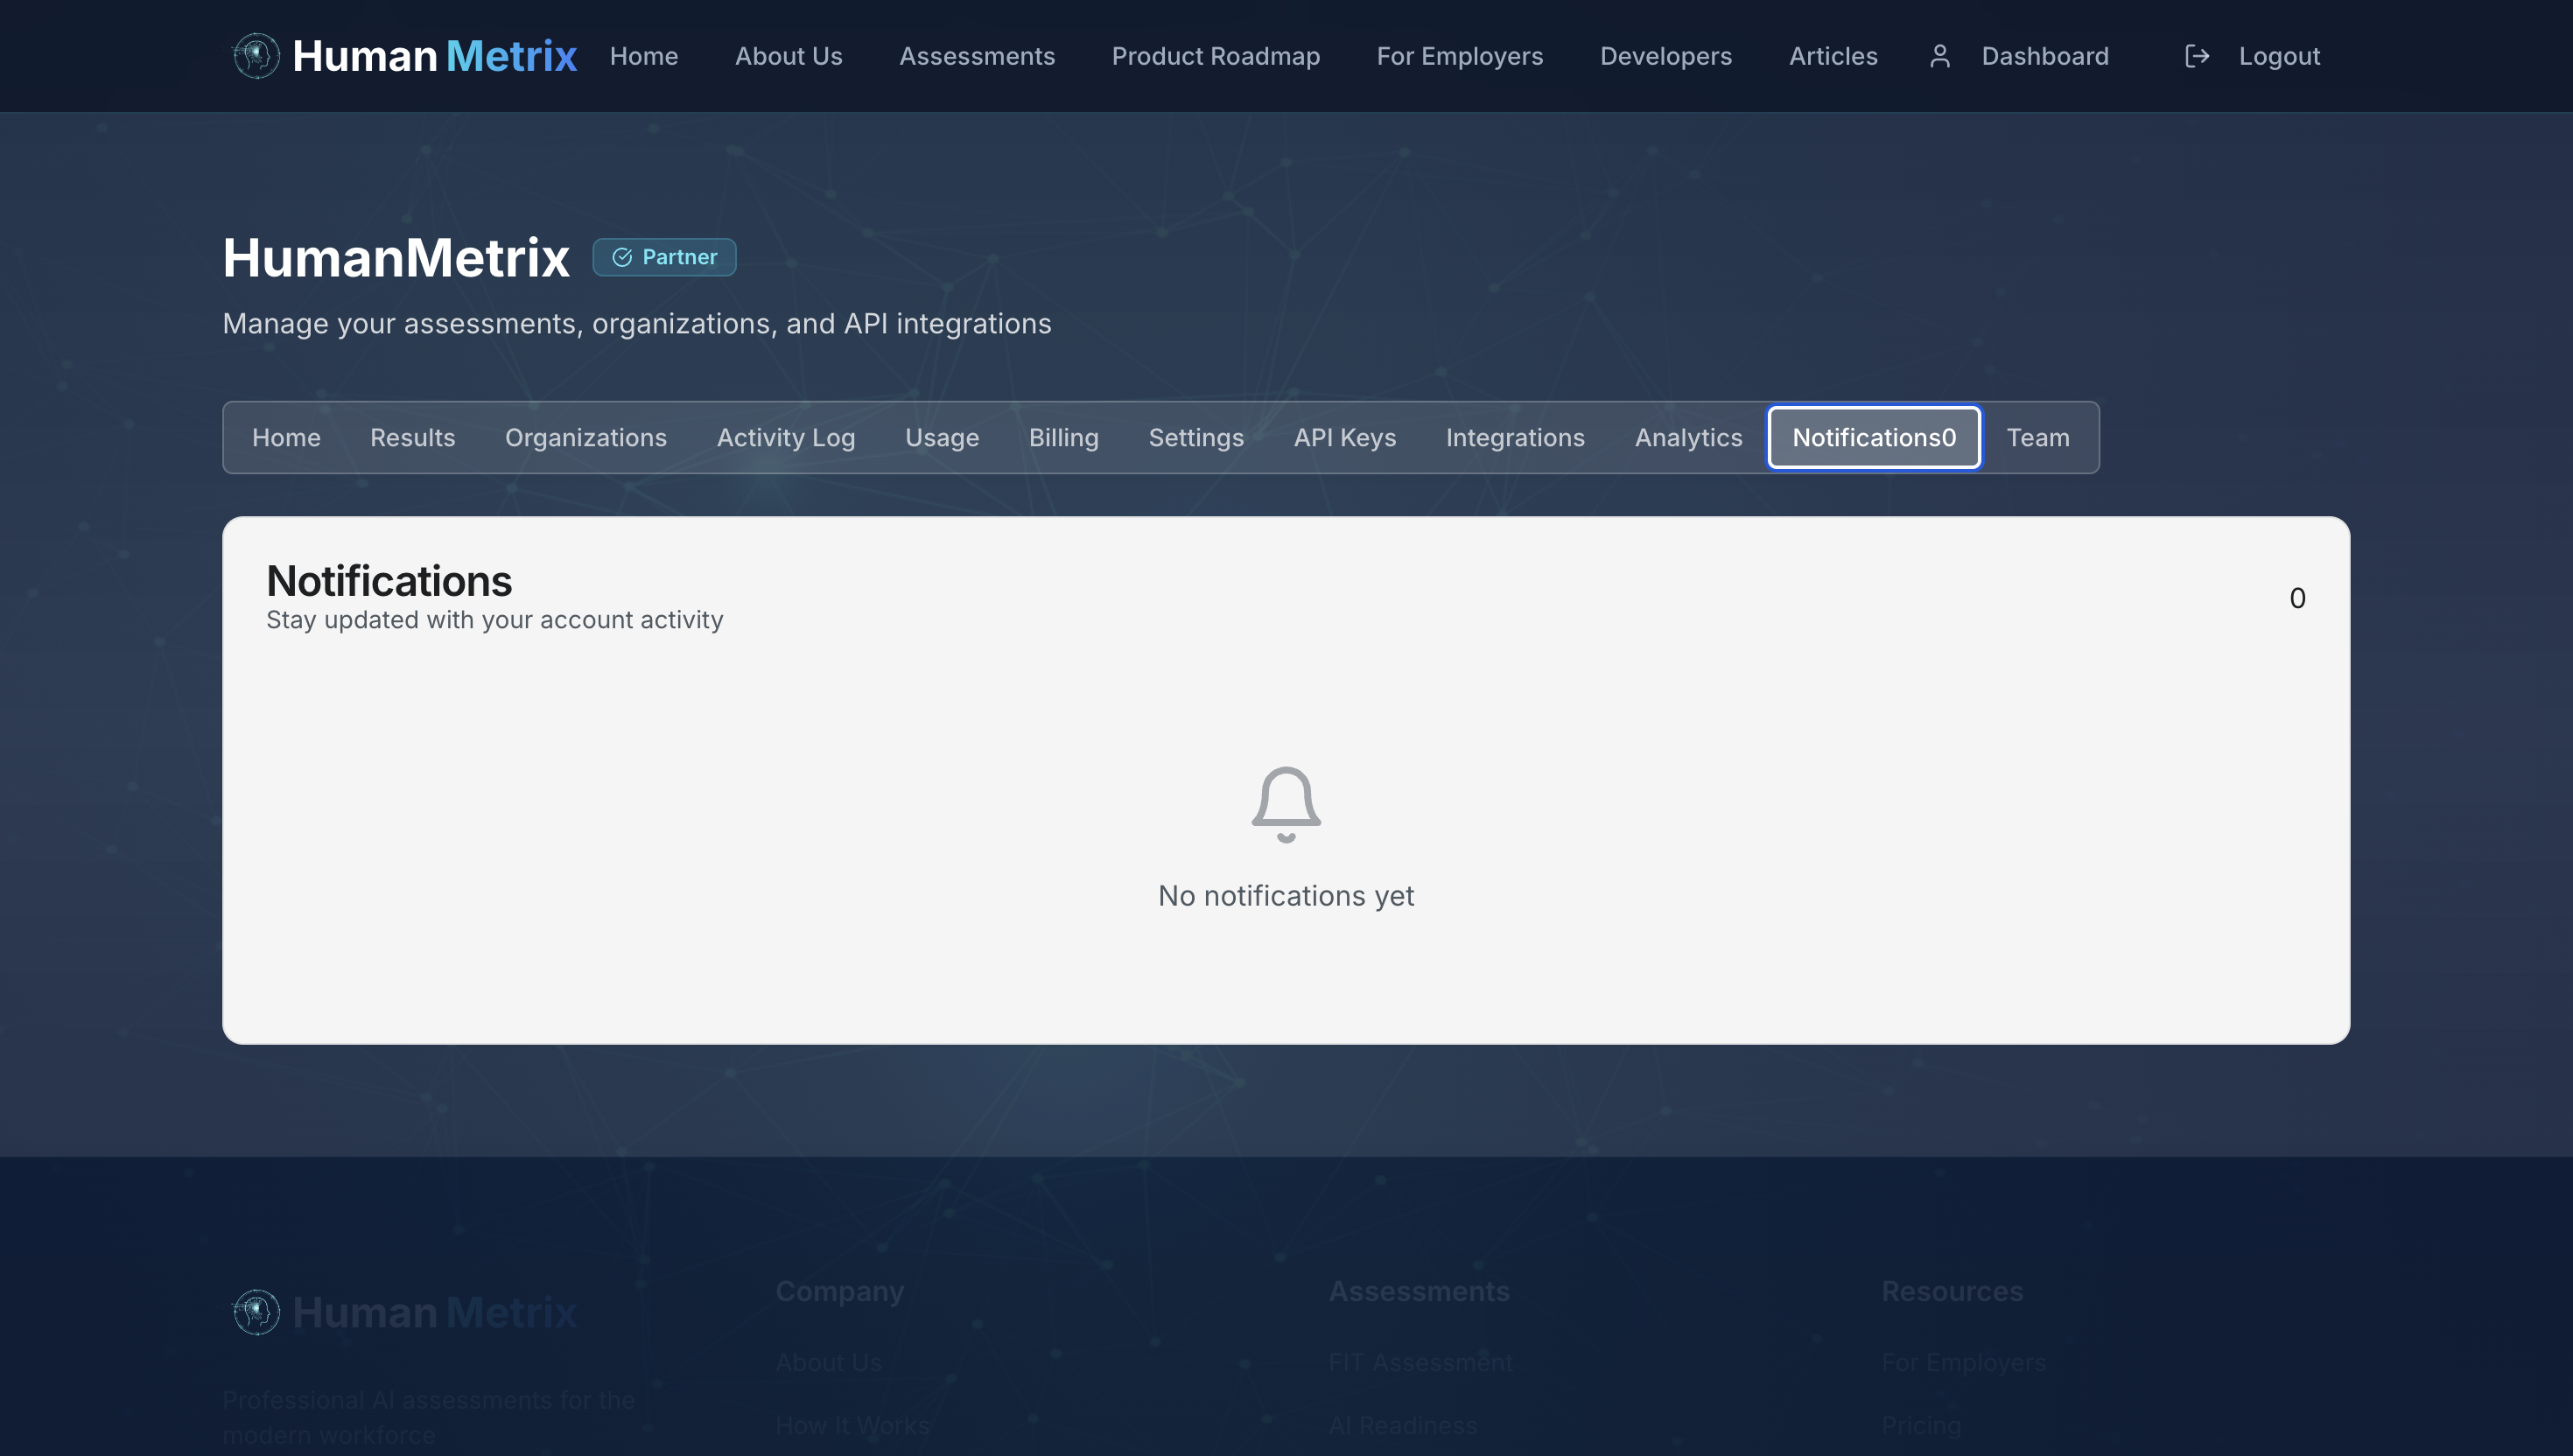 Human Metrix
Home
About Us
Assessments
Product Roadmap
For Employers
Developers
Articles
Dashboard
Logout
HumanMetrix
Partner
Manage your assessments, organizations, and API integrations
Home
Results
Organizations
Activity Log
Usage
Billing
Settings
API Keys
Integrations
Analytics
Notifications0
Team
Notifications
Stay updated with your account activity
0
No notifications yet
Human Metrix
Professional AI assessments for the
modern workforce
Company
About Us
How It Works
Assessments
FIT Assessment
AI Readiness
Resources
For Employers
Pricing